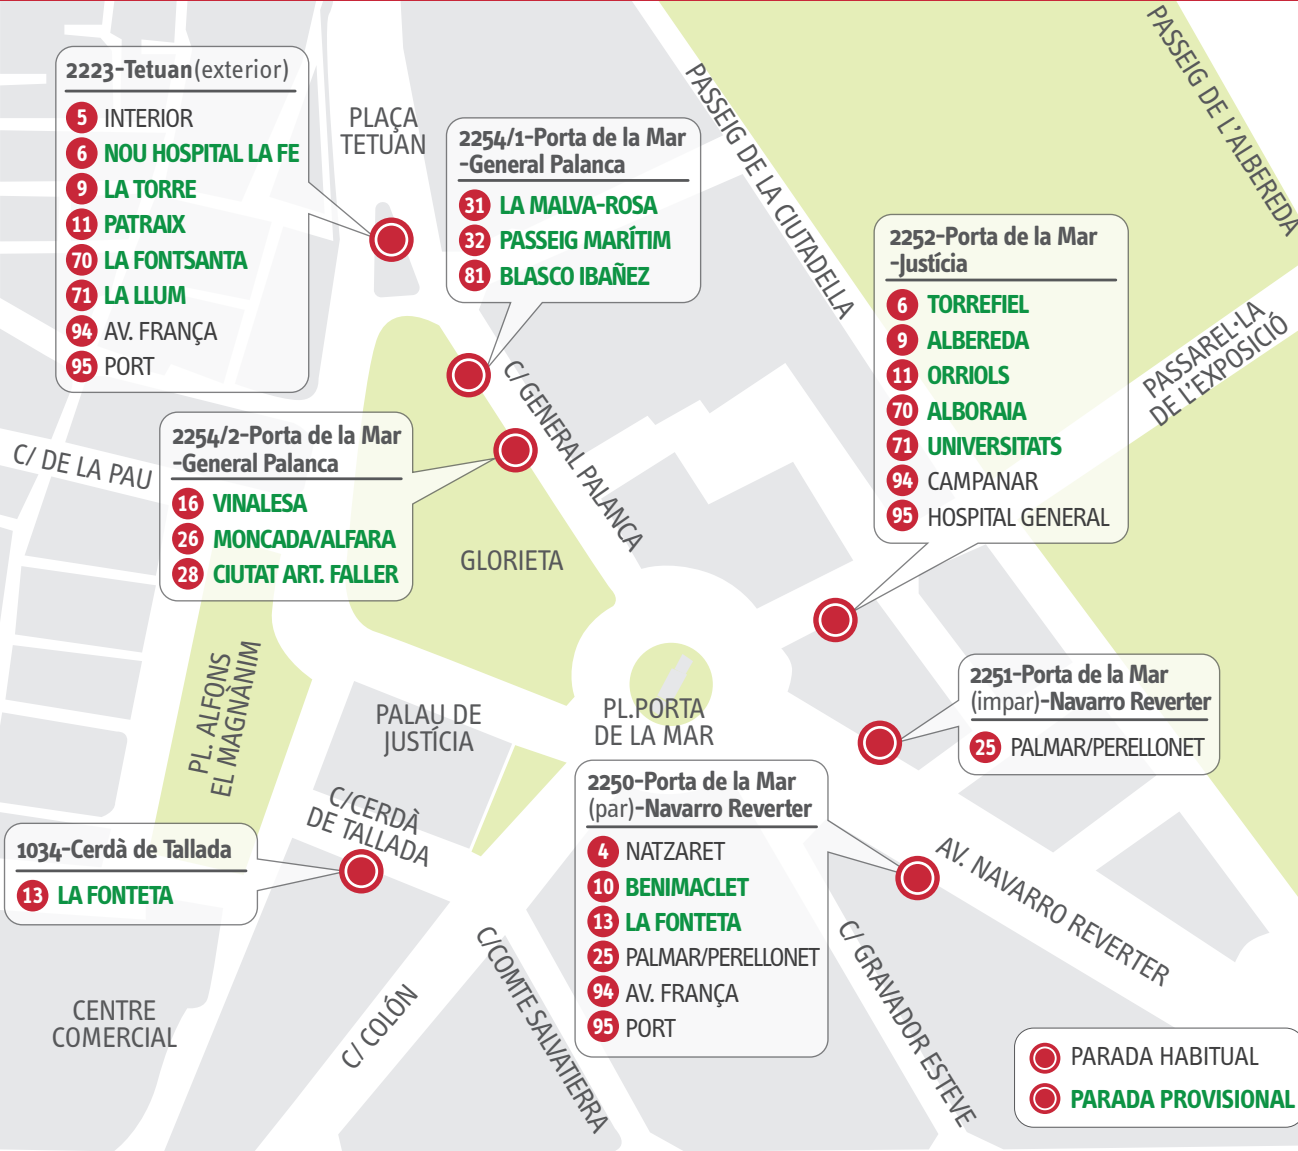 2223-Tetuan(exterior)
5 INTERIOR
6 NOU HOSPITAL LA FE
9 LA TORRE
11 PATRAIX
70 LA FONTSANTA
71 LA LLUM
94 AV. FRANÇA
95 PORT
PLAÇA
TETUAN
2254/1-Porta de la Mar
-General Palanca
31 LA MALVA-ROSA
32 PASSEIG MARÍTIM
81 BLASCO IBAÑEZ
PASSEIG DE LA CIUTADELLA
PASSEIG DE L'ALBEREDA
2252-Porta de la Mar
-Justícia
6 TORREFIEL
9 ALBEREDA
11 ORRIOLS
70 ALBORAIA
71 UNIVERSITATS
94 CAMPANAR
95 HOSPITAL GENERAL
PASSAREL·LA
DE L'EXPOSICIÓ
C/ GENERAL PALANCA
C/ DE LA PAU
2254/2-Porta de la Mar
-General Palanca
16 VINALESA
26 MONCADA/ALFARA
28 CIUTAT ART. FALLER
GLORIETA
PL. ALFONS
EL MAGNÀNIM
PALAU DE
JUSTÍCIA
PL.PORTA
DE LA MAR
2251-Porta de la Mar
(impar)-Navarro Reverter
25 PALMAR/PERELLONET
C/CERDÀ
DE TALLADA
1034-Cerdà de Tallada
13 LA FONTETA
2250-Porta de la Mar
(par)-Navarro Reverter
4 NATZARET
10 BENIMACLET
13 LA FONTETA
25 PALMAR/PERELLONET
94 AV. FRANÇA
95 PORT
AV. NAVARRO REVERTER
C/ GRAVADOR ESTEVE
C/COMTE SALVATIERRA
C/ COLÓN
CENTRE
COMERCIAL
PARADA HABITUAL
PARADA PROVISIONAL